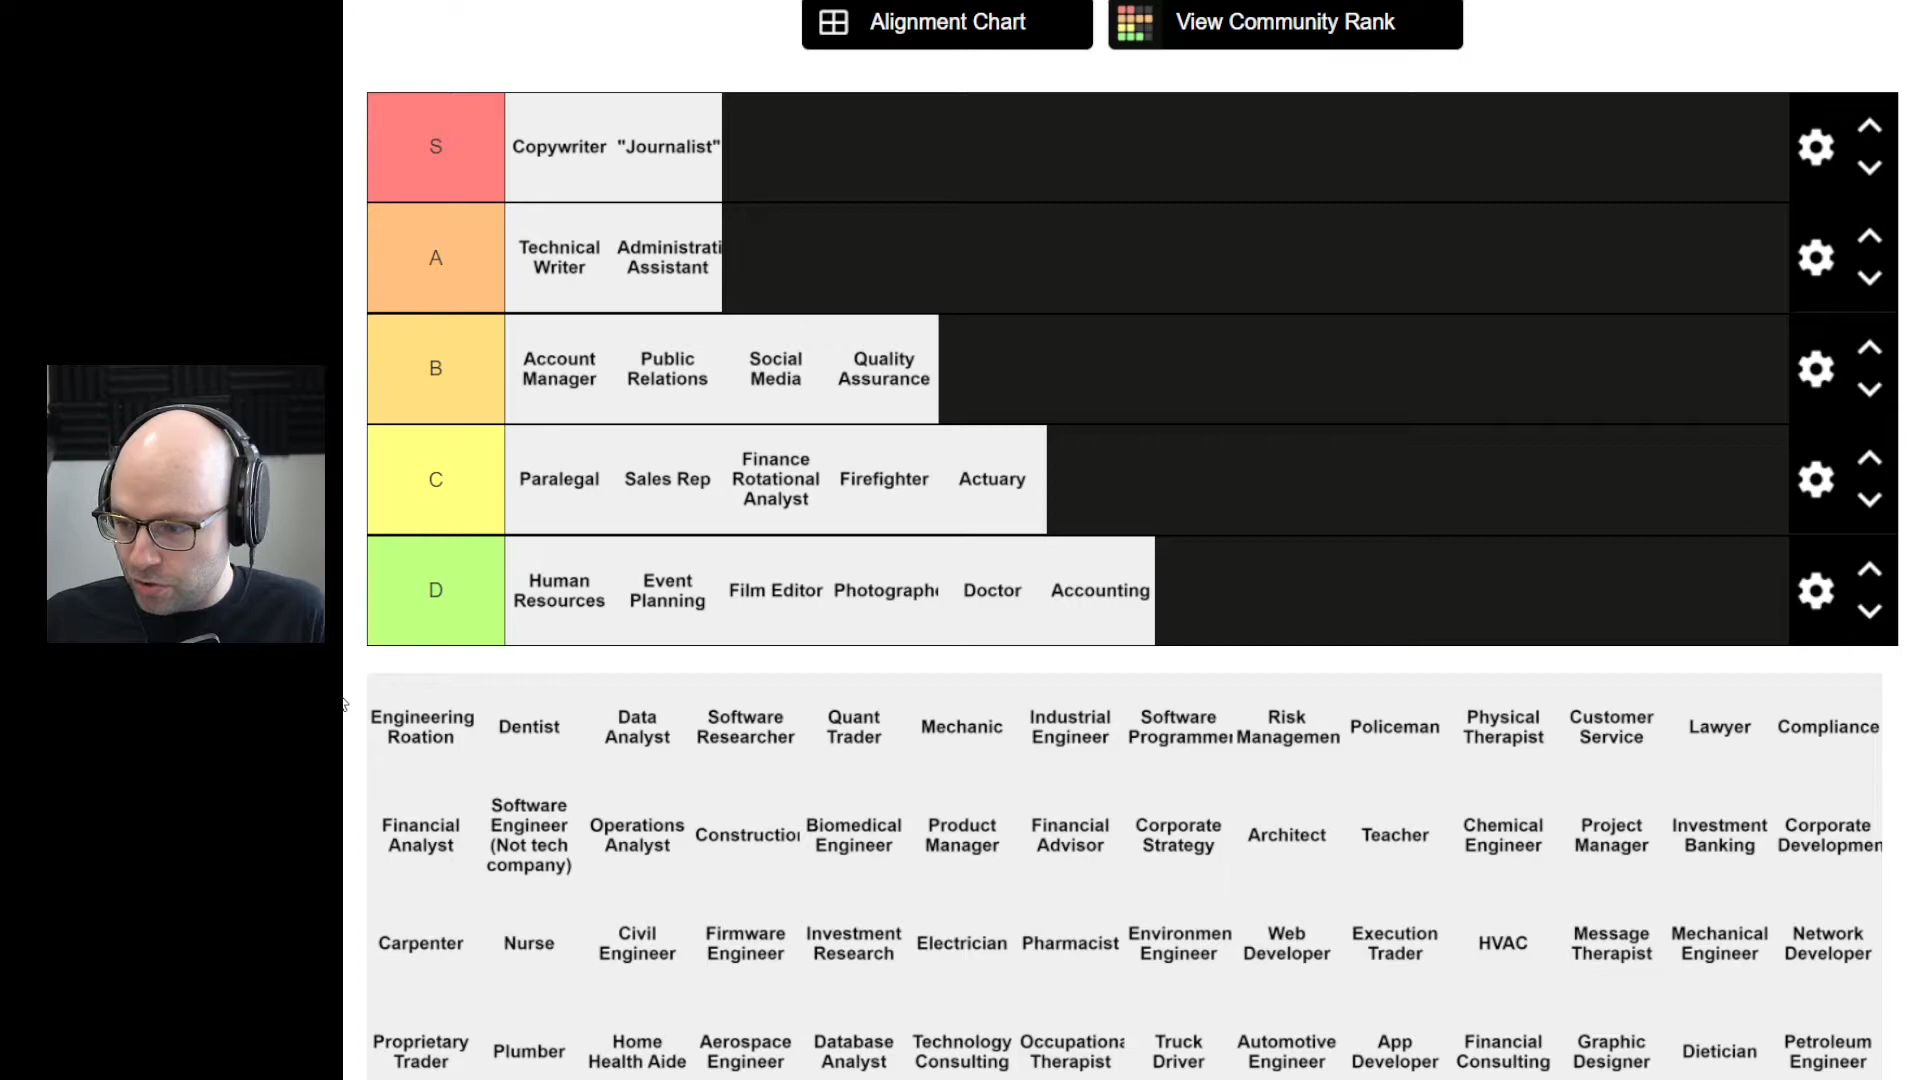 Alignment Chart
View Community Rank
S
Copywriter
"Journalist"
A
Technical
Writer
Administrati
Assistant
B
Account
Manager
Public
Relations
Social
Media
Quality
Assurance
C
Paralegal
Sales Rep
Finance
Rotational
Analyst
Firefighter
Actuary
D
Human
Resources
Event
Planning
Film Editor
Photograph
Doctor
Accounting
Engineering
Roation
Dentist
Data
Analyst
Software
Researcher
Quant
Trader
Mechanic
Industrial
Engineer
Software
Programmer
Risk
Managemen
Policeman
Physical
Therapist
Customer
Service
Lawyer
Compliance
Financial
Analyst
Software
Engineer
(Not tech
company)
Operations
Analyst
Constructio
Biomedical
Engineer
Product
Manager
Financial
Advisor
Corporate
Strategy
Architect
Teacher
Chemical
Engineer
Project
Manager
Investment
Banking
Corporate
Developmen
Carpenter
Nurse
Civil
Engineer
Firmware
Engineer
Investment
Research
Electrician
Pharmacist
Environmen
Engineer
Web
Developer
Execution
Trader
HVAC
Message
Therapist
Mechanical
Engineer
Network
Developer
Proprietary
Trader
Plumber
Home
Health Aide
Aerospace
Engineer
Database
Analyst
Technology
Consulting
Occupationa
Therapist
Truck
Driver
Automotive
Engineer
App
Developer
Financial
Consulting
Graphic
Designer
Dietician
Petroleum
Engineer